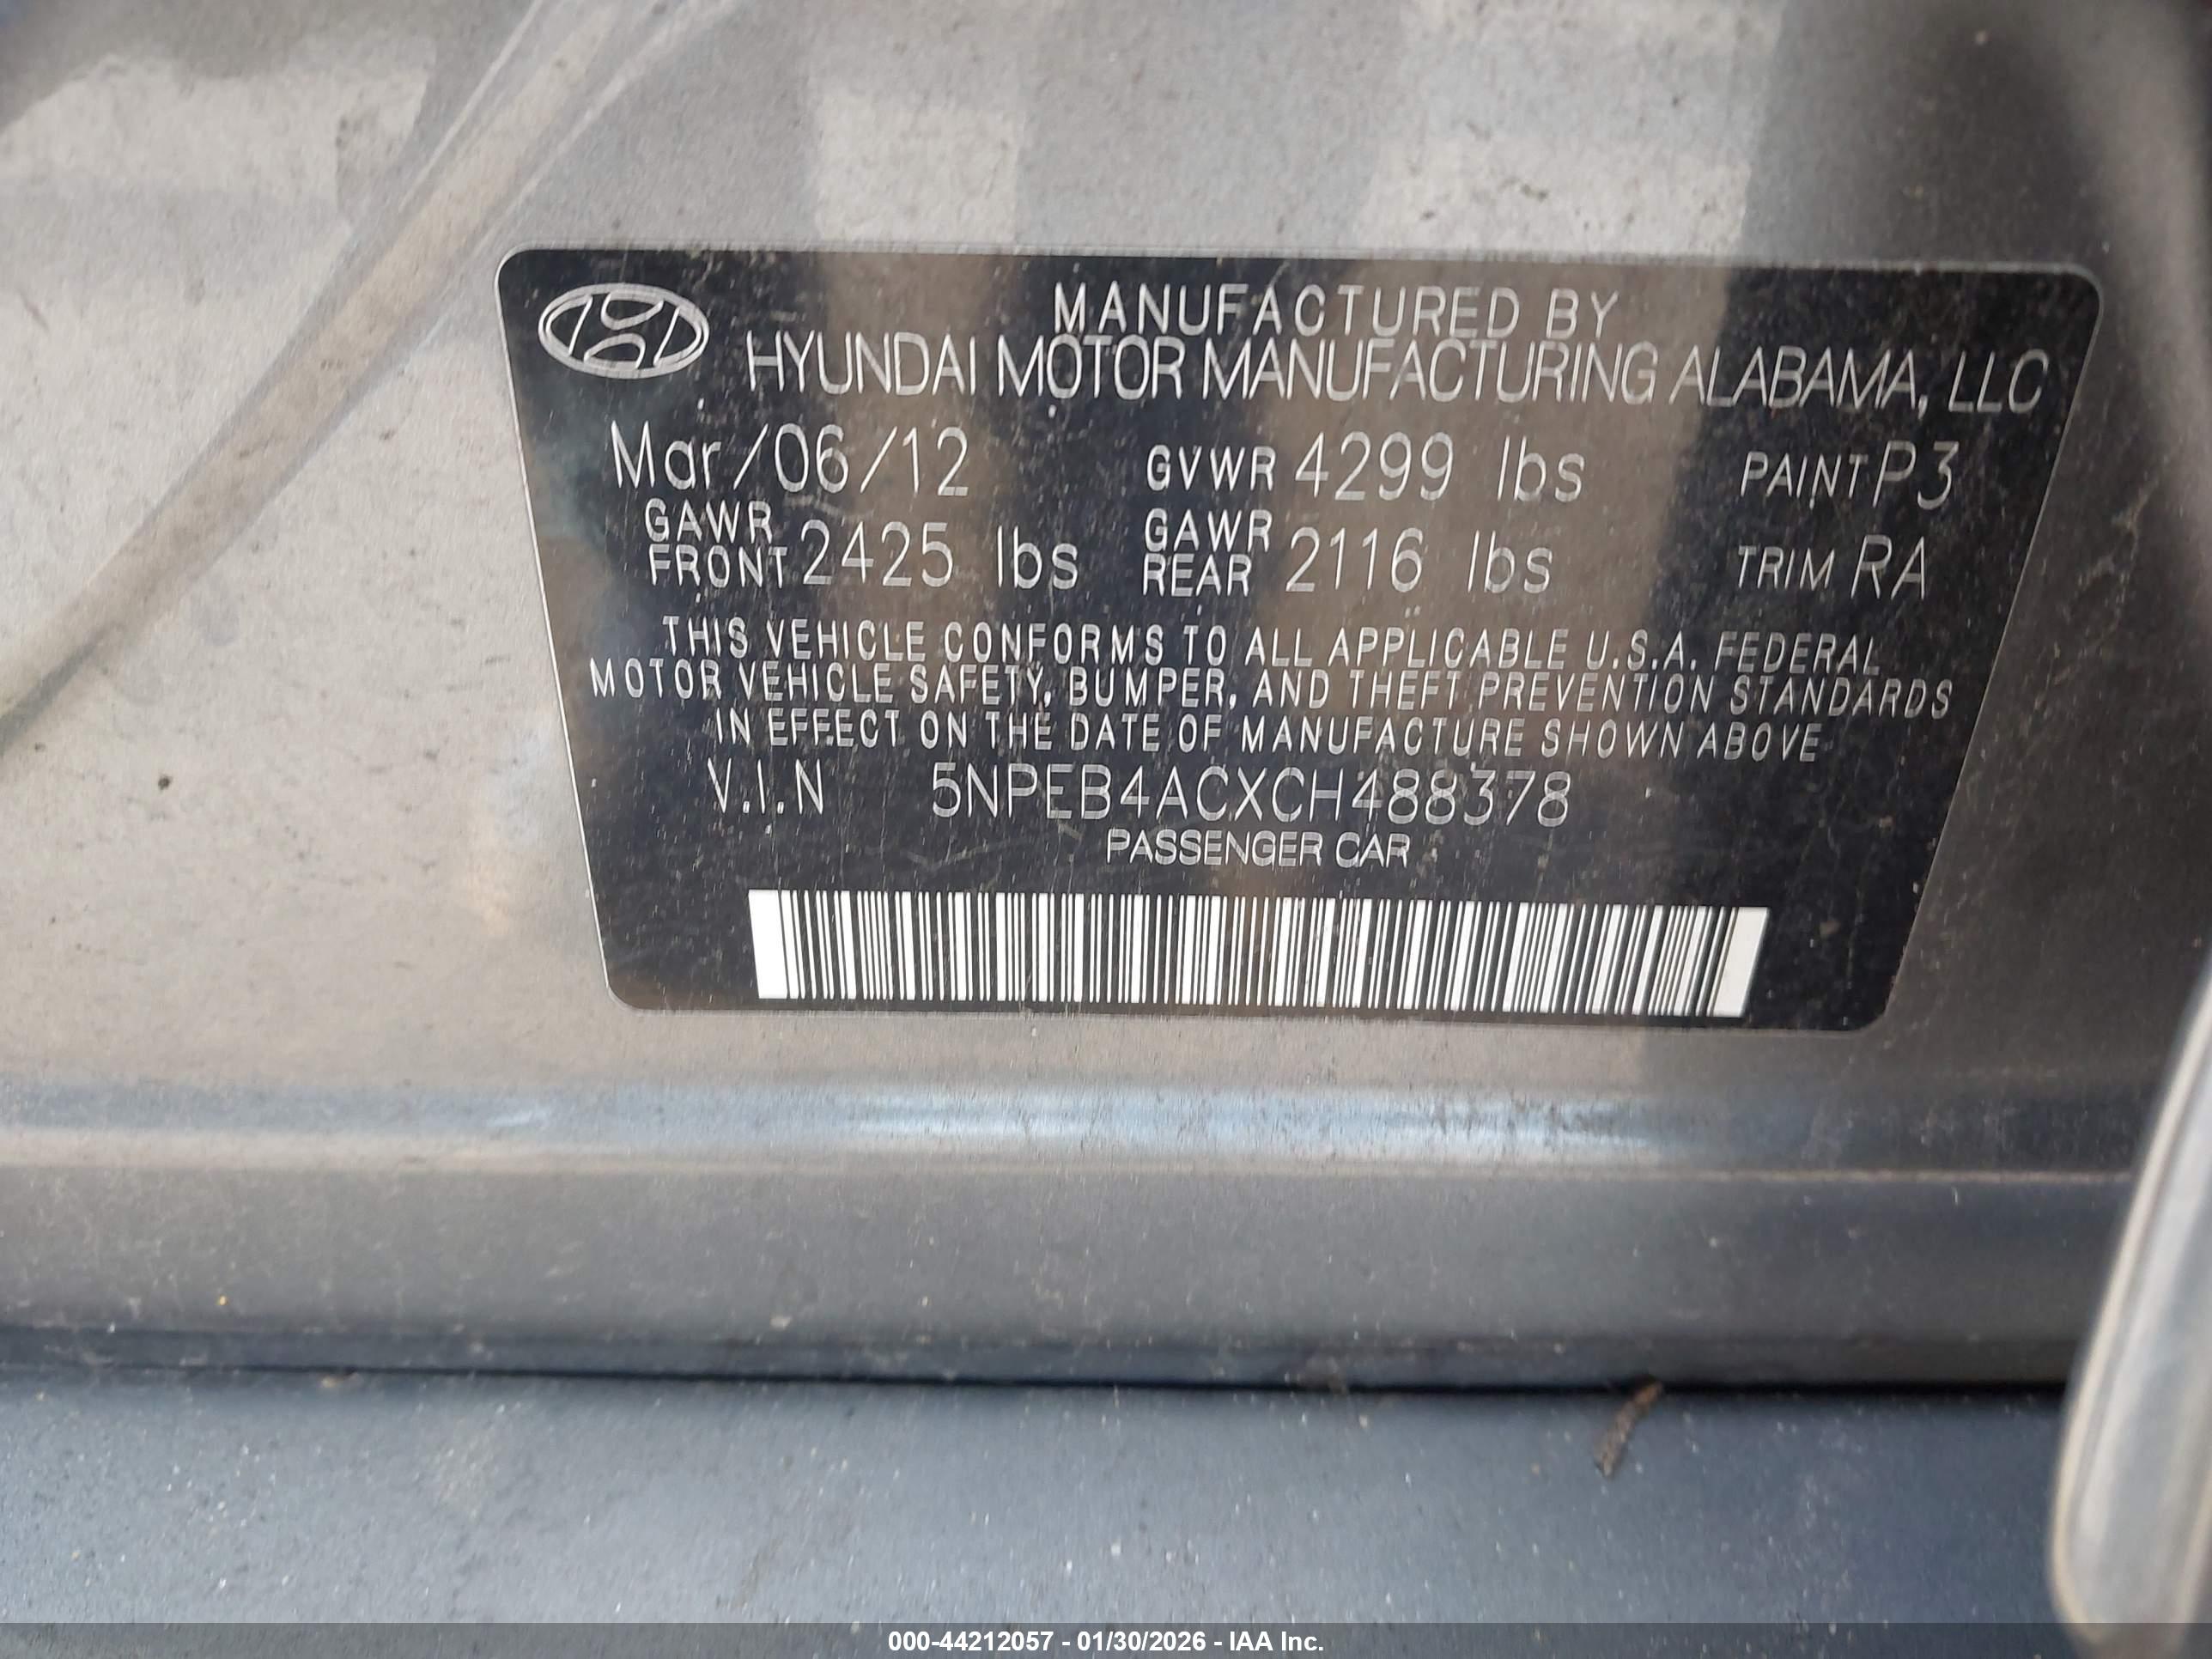 MANUFACTURED BY
HYUNDAI MOTOR MANUFACTURING ALABAMA, LLC
Mar/06/12 GVWR 4299 lbs PAINT P3
GAWR FRONT 2425 lbs GAWR REAR 2116 lbs TRIM RA
THIS VEHICLE CONFORMS TO ALL APPLICABLE U.S.A. FEDERAL
MOTOR VEHICLE SAFETY, BUMPER, AND THEFT PREVENTION STANDARDS
IN EFFECT ON THE DATE OF MANUFACTURE SHOWN ABOVE
V.I.N 5NPEB4ACXCH488378
PASSENGER CAR
000-44212057 - 01/30/2026 - IAA Inc.